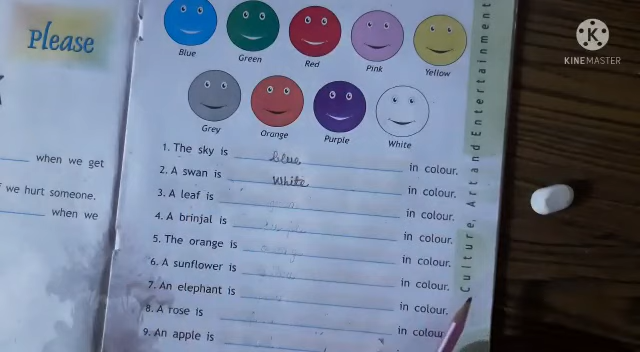 Please
K
KINEMASTER
Blue Green Red Pink Yellow
Grey Orange Purple White
Culture, Art and Entertainment
when we get
we hurt someone.
when we
1. The sky is blue in colour.
2. A swan is white in colour.
3. A leaf is in colour.
4. A brinjal is in colour.
5. The orange is in colour.
6. A sunflower is in colour.
7. An elephant is in colour.
8. A rose is in colour
9. An apple is